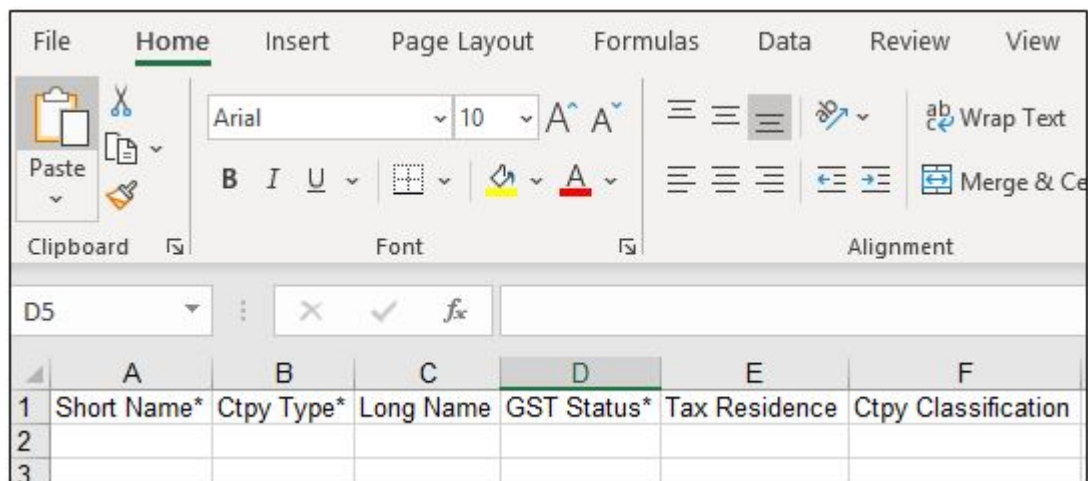 File Home Insert Page Layout Formulas Data Review View
Arial 10 A A ab Wrap Text
Paste B I U A Merge & Ce
Clipboard Font Alignment
D5 fx
A B C D E F
1 Short Name* Ctpy Type* Long Name GST Status* Tax Residence Ctpy Classification
2
3